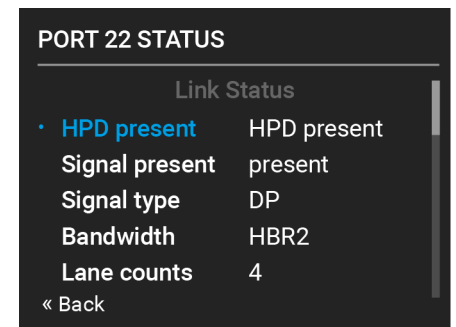 PORT 22 STATUS
Link Status
• HPD present HPD present
Signal present present
Signal type DP
Bandwidth HBR2
Lane counts 4
« Back